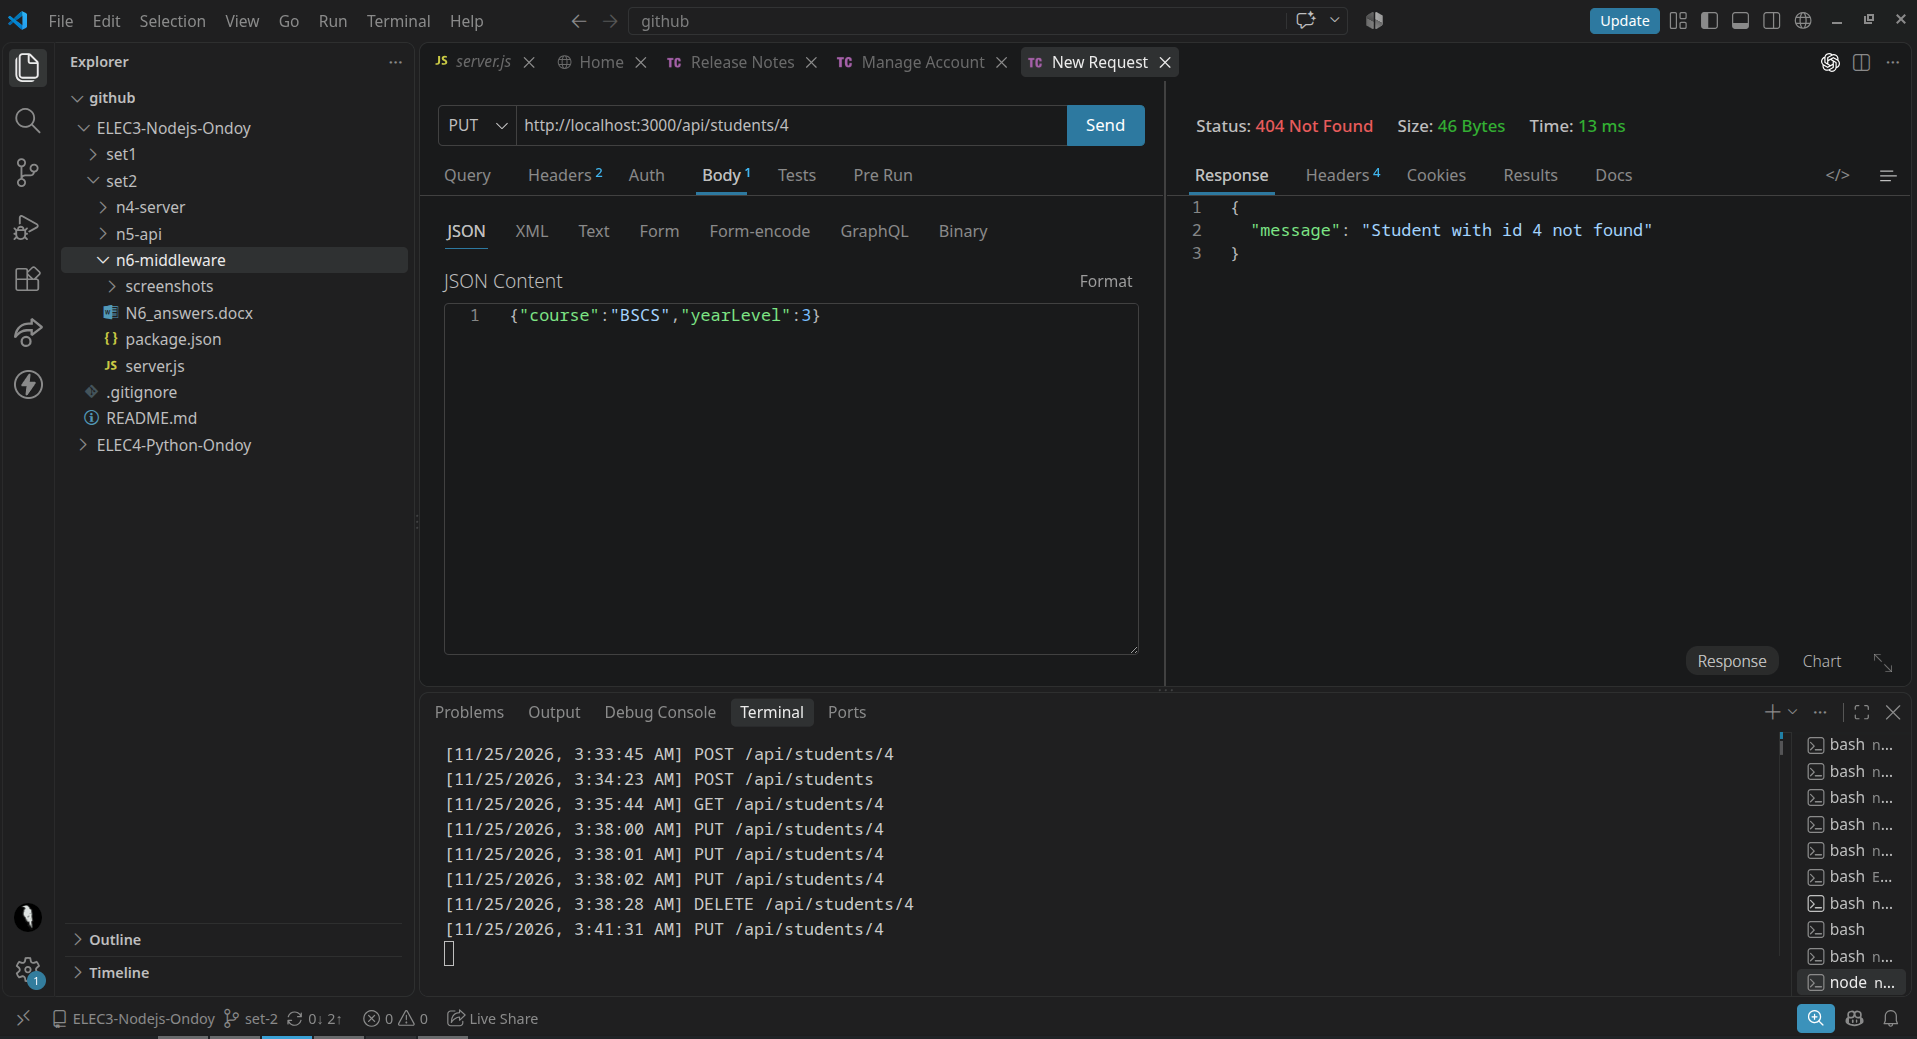 File Edit Selection View Go Run Terminal Help
github
Update
Explorer
github
ELEC3-Nodejs-Ondoy
set1
set2
n4-server
n5-api
n6-middleware
screenshots
N6_answers.docx
package.json
JS server.js
.gitignore
README.md
ELEC4-Python-Ondoy
Outline
Timeline
JS server.js
Home
TC Release Notes
TC Manage Account
TC New Request
PUT http://localhost:3000/api/students/4 Send
Query Headers 2 Auth Body 1 Tests Pre Run
JSON XML Text Form Form-encode GraphQL Binary
JSON Content Format
1 {"course":"BSCS","yearLevel":3}
Status: 404 Not Found Size: 46 Bytes Time: 13 ms
Response Headers 4 Cookies Results Docs
1 {
2 "message": "Student with id 4 not found"
3 }
Response Chart
Problems Output Debug Console Terminal Ports
[11/25/2026, 3:33:45 AM] POST /api/students/4
[11/25/2026, 3:34:23 AM] POST /api/students
[11/25/2026, 3:35:44 AM] GET /api/students/4
[11/25/2026, 3:38:00 AM] PUT /api/students/4
[11/25/2026, 3:38:01 AM] PUT /api/students/4
[11/25/2026, 3:38:02 AM] PUT /api/students/4
[11/25/2026, 3:38:28 AM] DELETE /api/students/4
[11/25/2026, 3:41:31 AM] PUT /api/students/4
bash n...
bash n...
bash n...
bash n...
bash n...
bash E...
bash n...
bash
bash n...
node n...
1
ELEC3-Nodejs-Ondoy set-2 0↓ 2↑ 0 0 Live Share